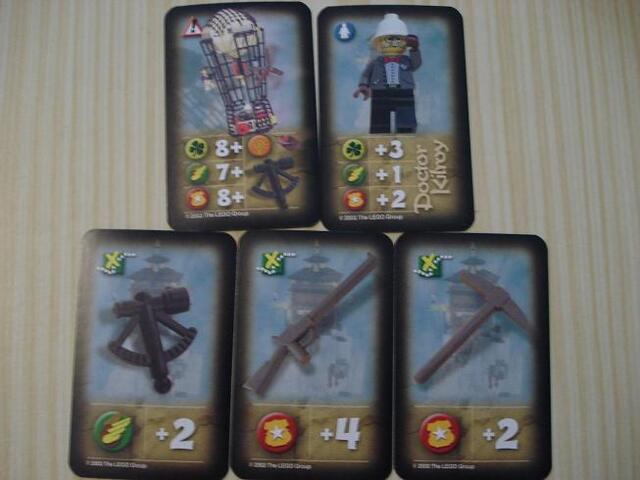 8+
7+
8+
© 2002 The LEGO Group
+3
+1
+2
Doctor
Kilroy
© 2002 The LEGO Group
X
+2
© 2002 The LEGO Group
+4
© 2002 The LEGO Group
X
+2
© 2002 The LEGO Group